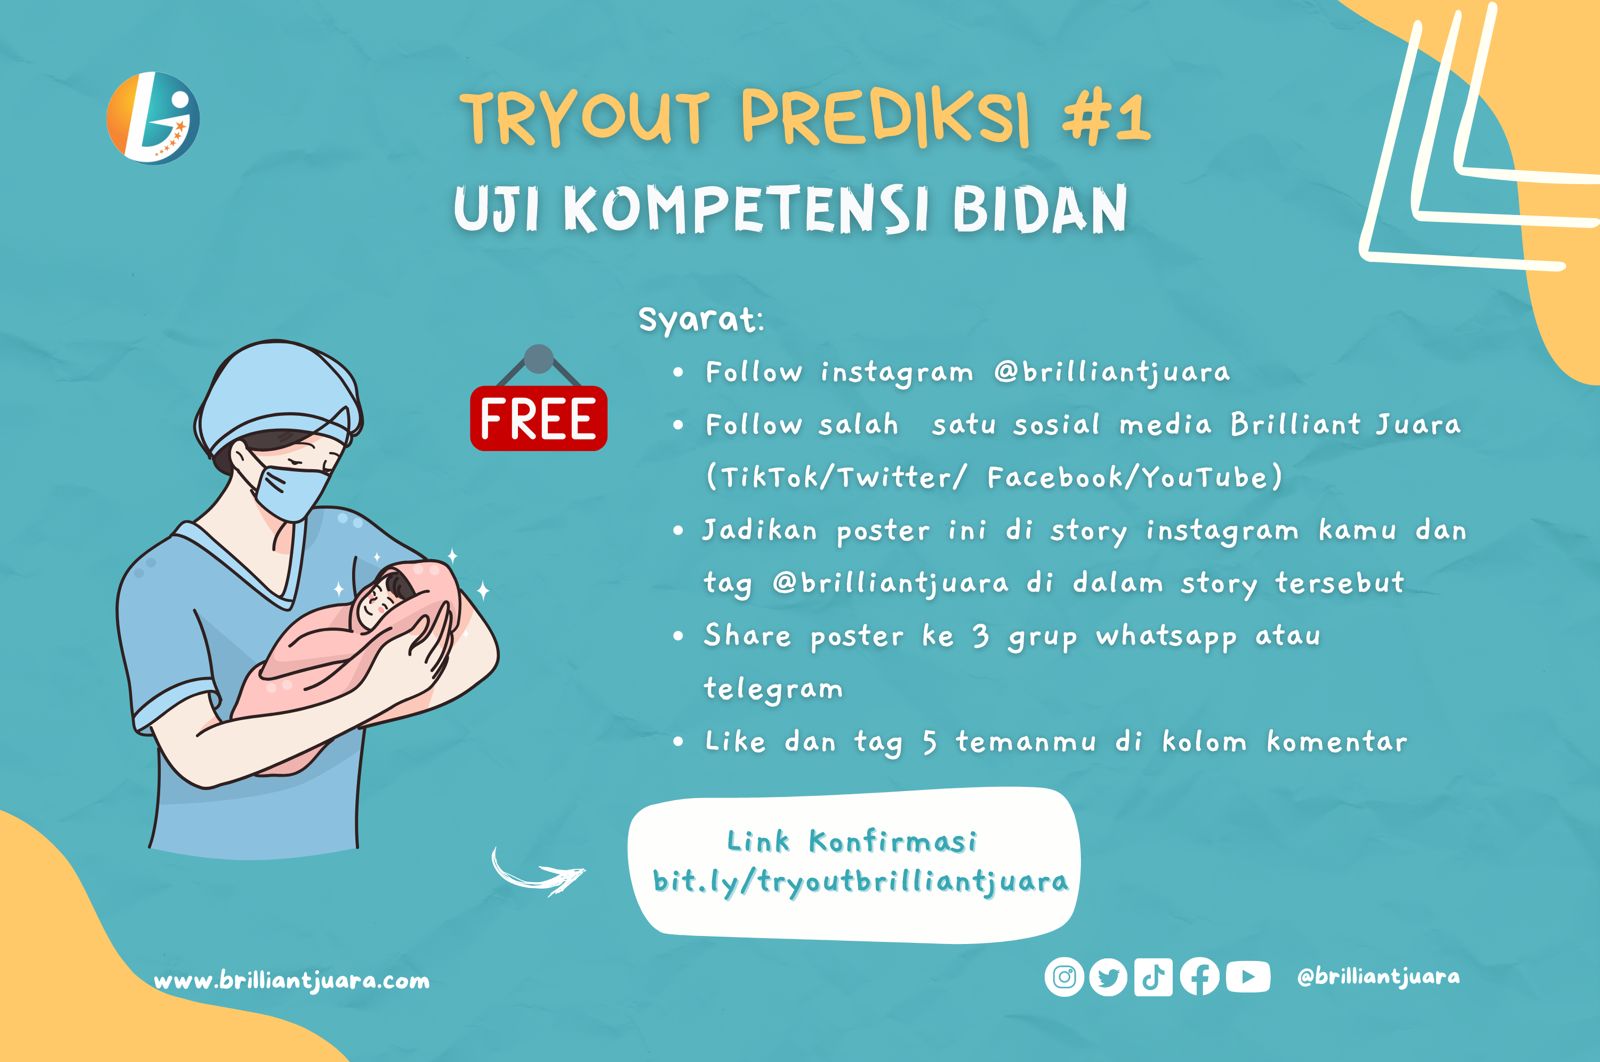 TRYOUT PREDIKSI #1
UJI KOMPETENSI BIDAN
FREE
Syarat:
• Follow instagram @brilliantjuara
• Follow salah satu sosial media Brilliant Juara
(TikTok/Twitter/ Facebook/YouTube)
• Jadikan poster ini di story instagram kamu dan
tag @brilliantjuara di dalam story tersebut
• Share poster ke 3 grup whatsapp atau
telegram
• Like dan tag 5 temanmu di kolom komentar
Link Konfirmasi
bit.ly/tryoutbrilliantjuara
www.brilliantjuara.com
@brilliantjuara